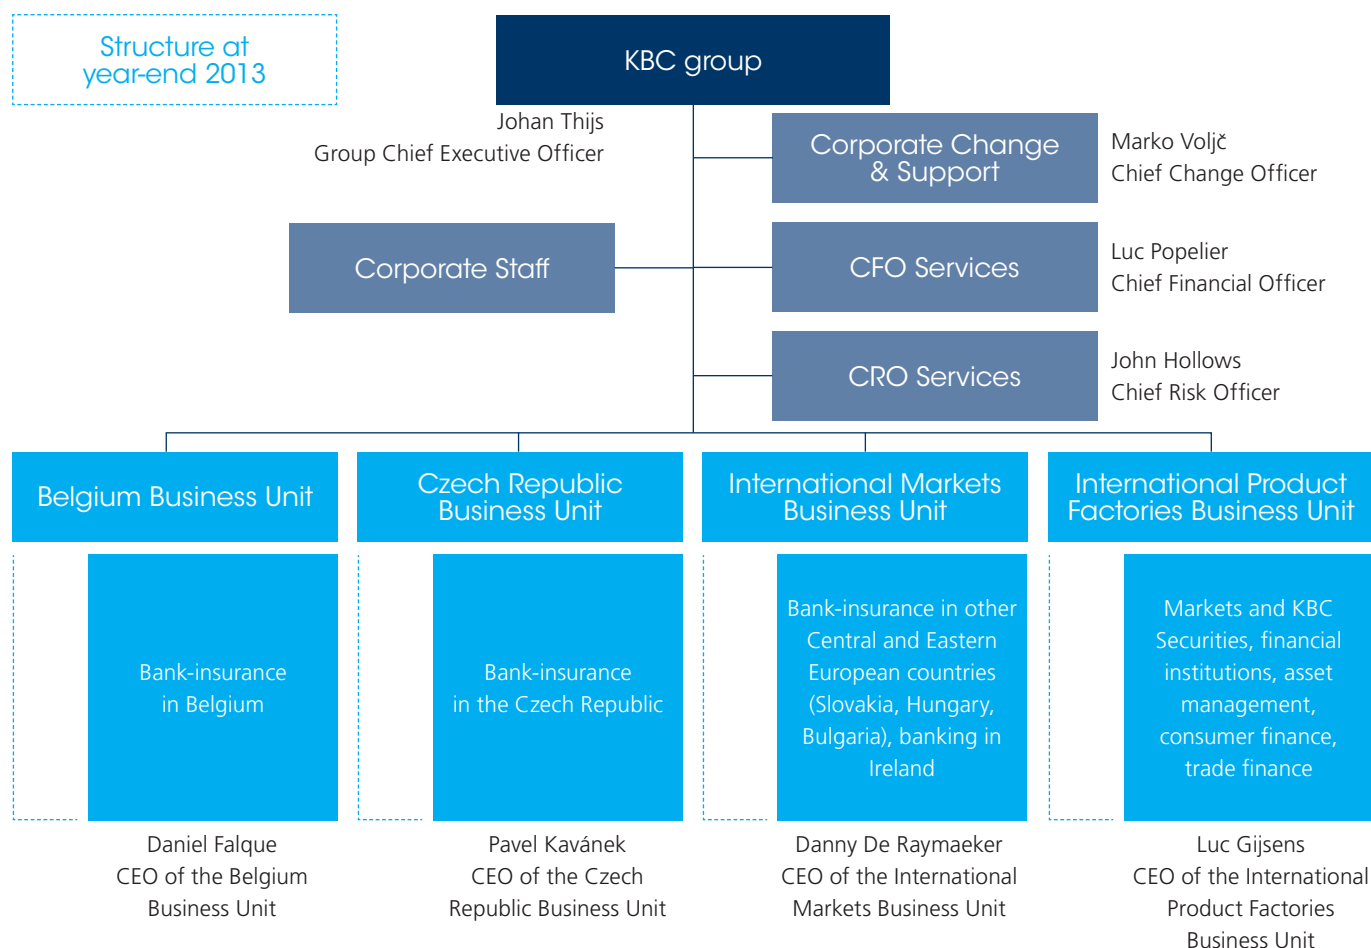 Structure at
year-end 2013
KBC group
Johan Thijs
Group Chief Executive Officer
Corporate Change
& Support
Marko Voljč
Chief Change Officer
Corporate Staff
CFO Services
Luc Popelier
Chief Financial Officer
CRO Services
John Hollows
Chief Risk Officer
Belgium Business Unit
Czech Republic
Business Unit
International Markets
Business Unit
International Product
Factories Business Unit
Bank-insurance
in Belgium
Bank-insurance
in the Czech Republic
Bank-insurance in other
Central and Eastern
European countries
(Slovakia, Hungary,
Bulgaria), banking in
Ireland
Markets and KBC
Securities, financial
institutions, asset
management,
consumer finance,
trade finance
Daniel Falque
CEO of the Belgium
Business Unit
Pavel Kavánek
CEO of the Czech
Republic Business Unit
Danny De Raymaeker
CEO of the International
Markets Business Unit
Luc Gijsens
CEO of the International
Product Factories
Business Unit